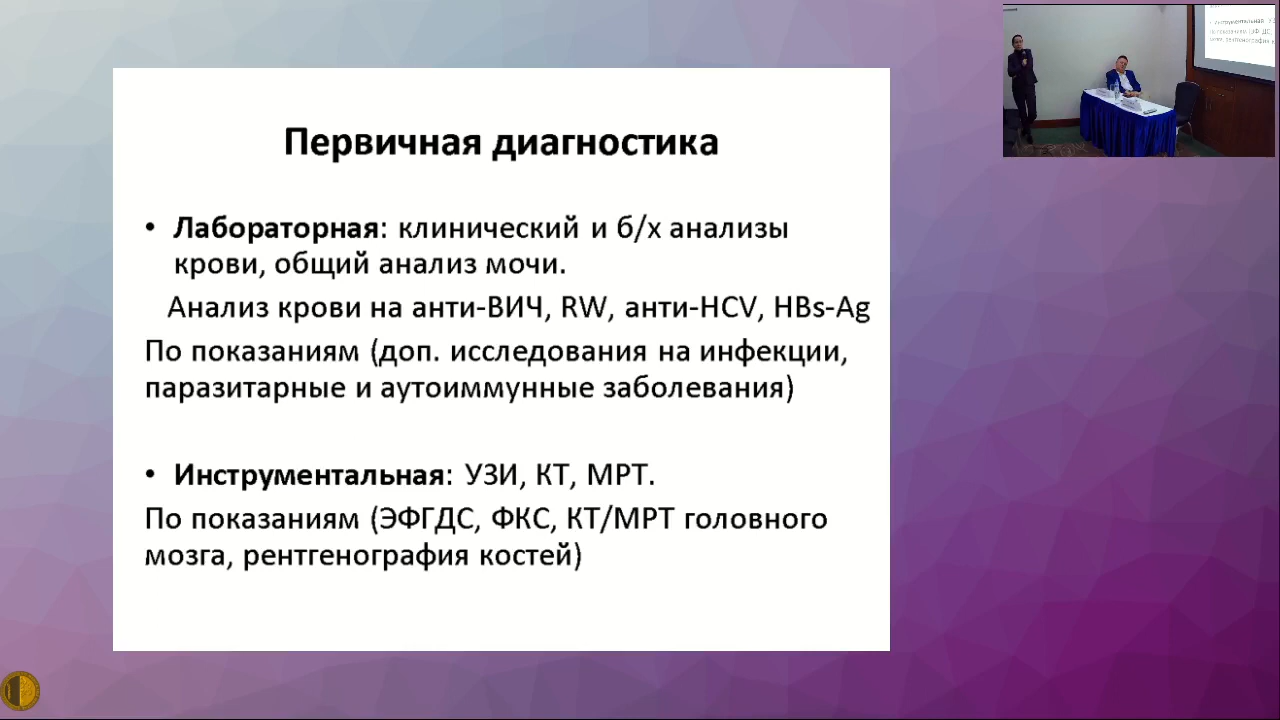 Первичная диагностика
• Лабораторная: клинический и б/х анализы
крови, общий анализ мочи.
Анализ крови на анти-ВИЧ, RW, анти-HCV, HBs-Ag
По показаниям (доп. исследования на инфекции,
паразитарные и аутоиммунные заболевания)
• Инструментальная: УЗИ, КТ, МРТ.
По показаниям (ЭФГДС, ФКС, КТ/МРТ головного
мозга, рентгенография костей)